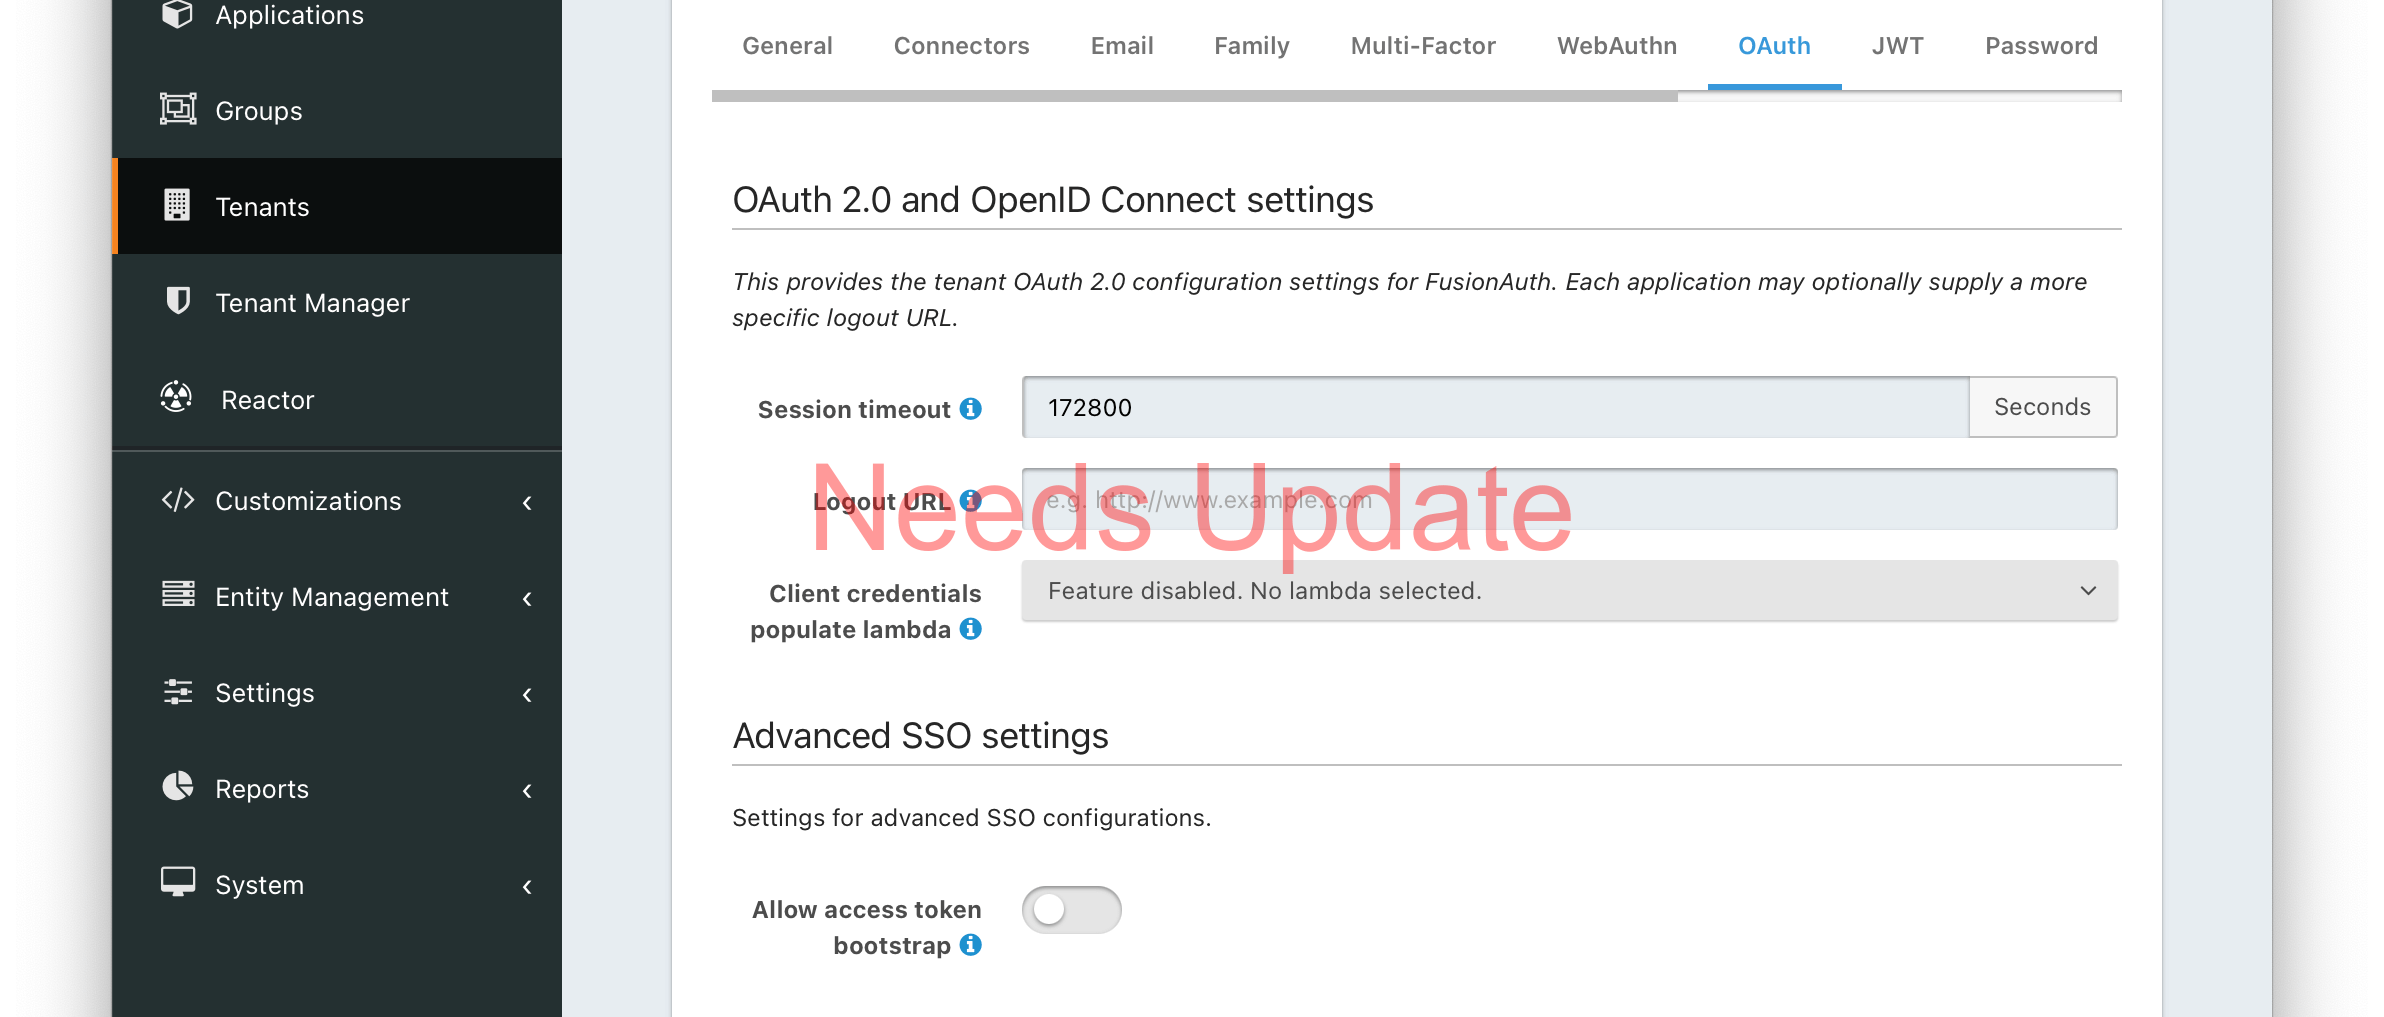 Applications
Groups
Tenants
Tenant Manager
Reactor
Customizations
Entity Management
Settings
Reports
System
General Connectors Email Family Multi-Factor WebAuthn OAuth JWT Password
OAuth 2.0 and OpenID Connect settings
This provides the tenant OAuth 2.0 configuration settings for FusionAuth. Each application may optionally supply a more
specific logout URL.
Session timeout 172800 Seconds
Logout URL e.g. http://www.example.com
Needs Update
Client credentials
populate lambda
Feature disabled. No lambda selected.
Advanced SSO settings
Settings for advanced SSO configurations.
Allow access token
bootstrap